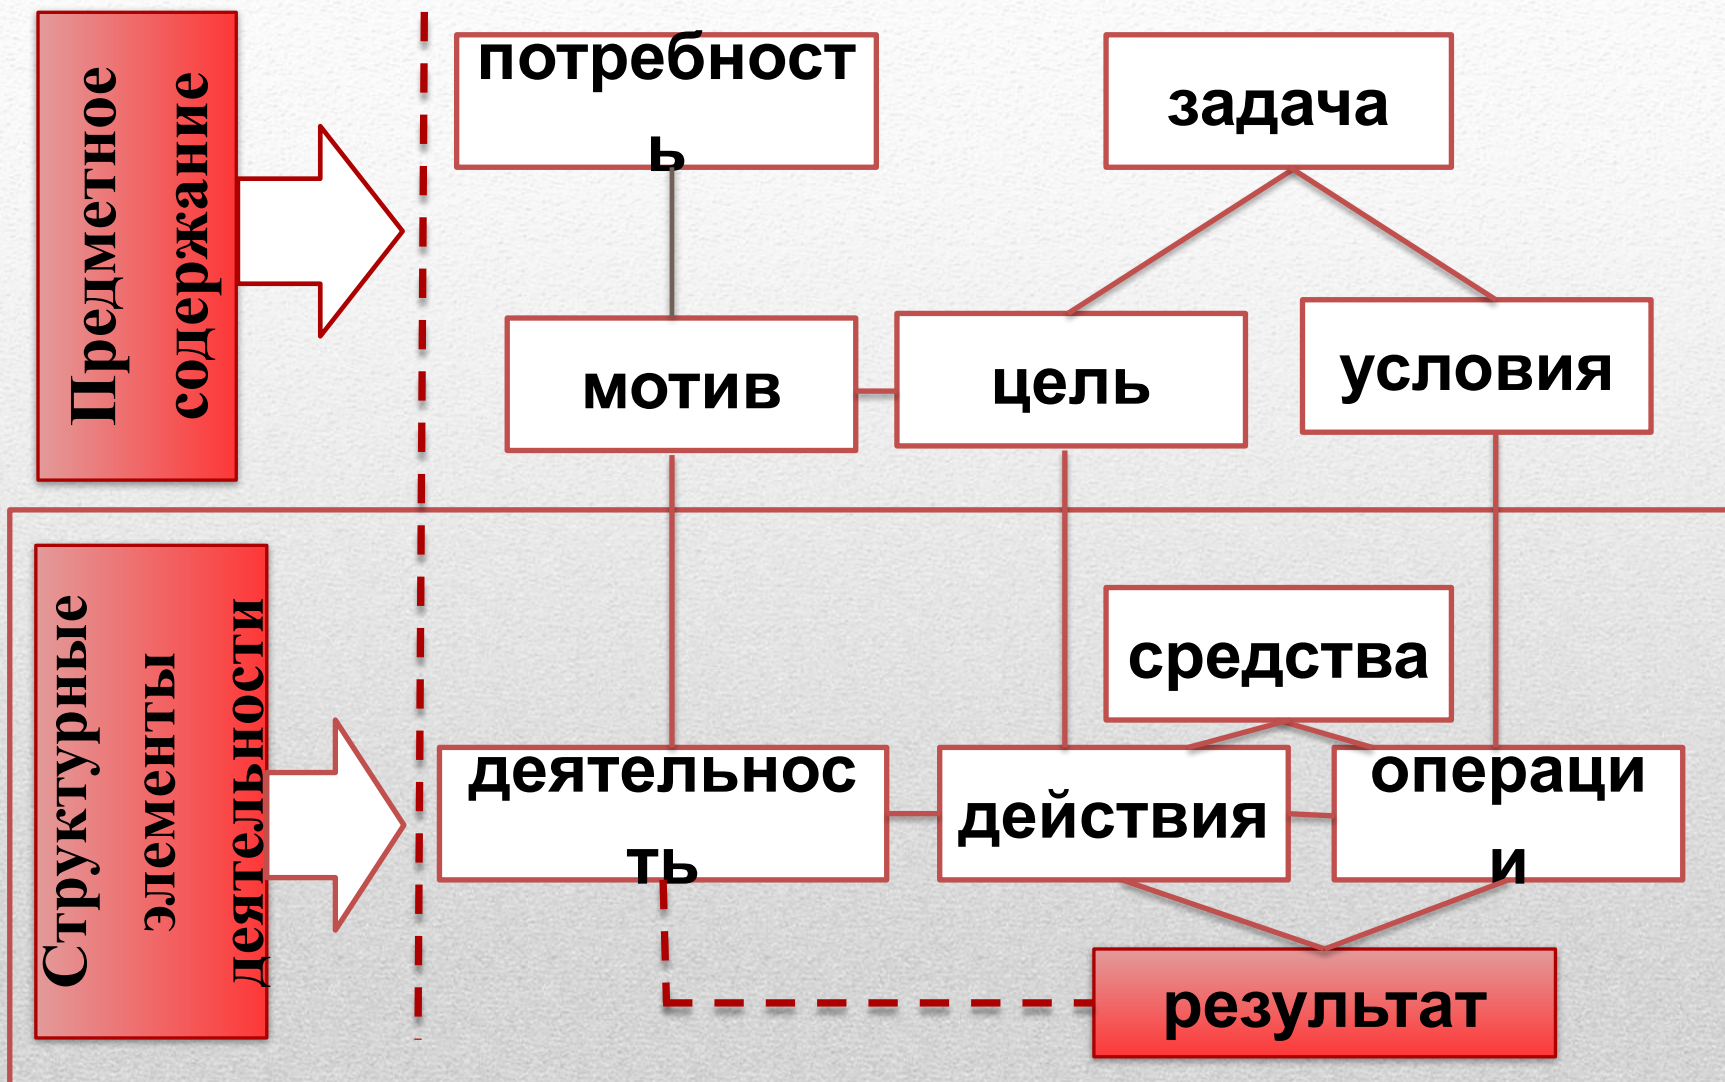 Предметное
содержание
потребност
ь
задача
мотив
цель
условия
Структурные
элементы
деятельности
средства
деятельнос
ть
действия
операци
и
результат